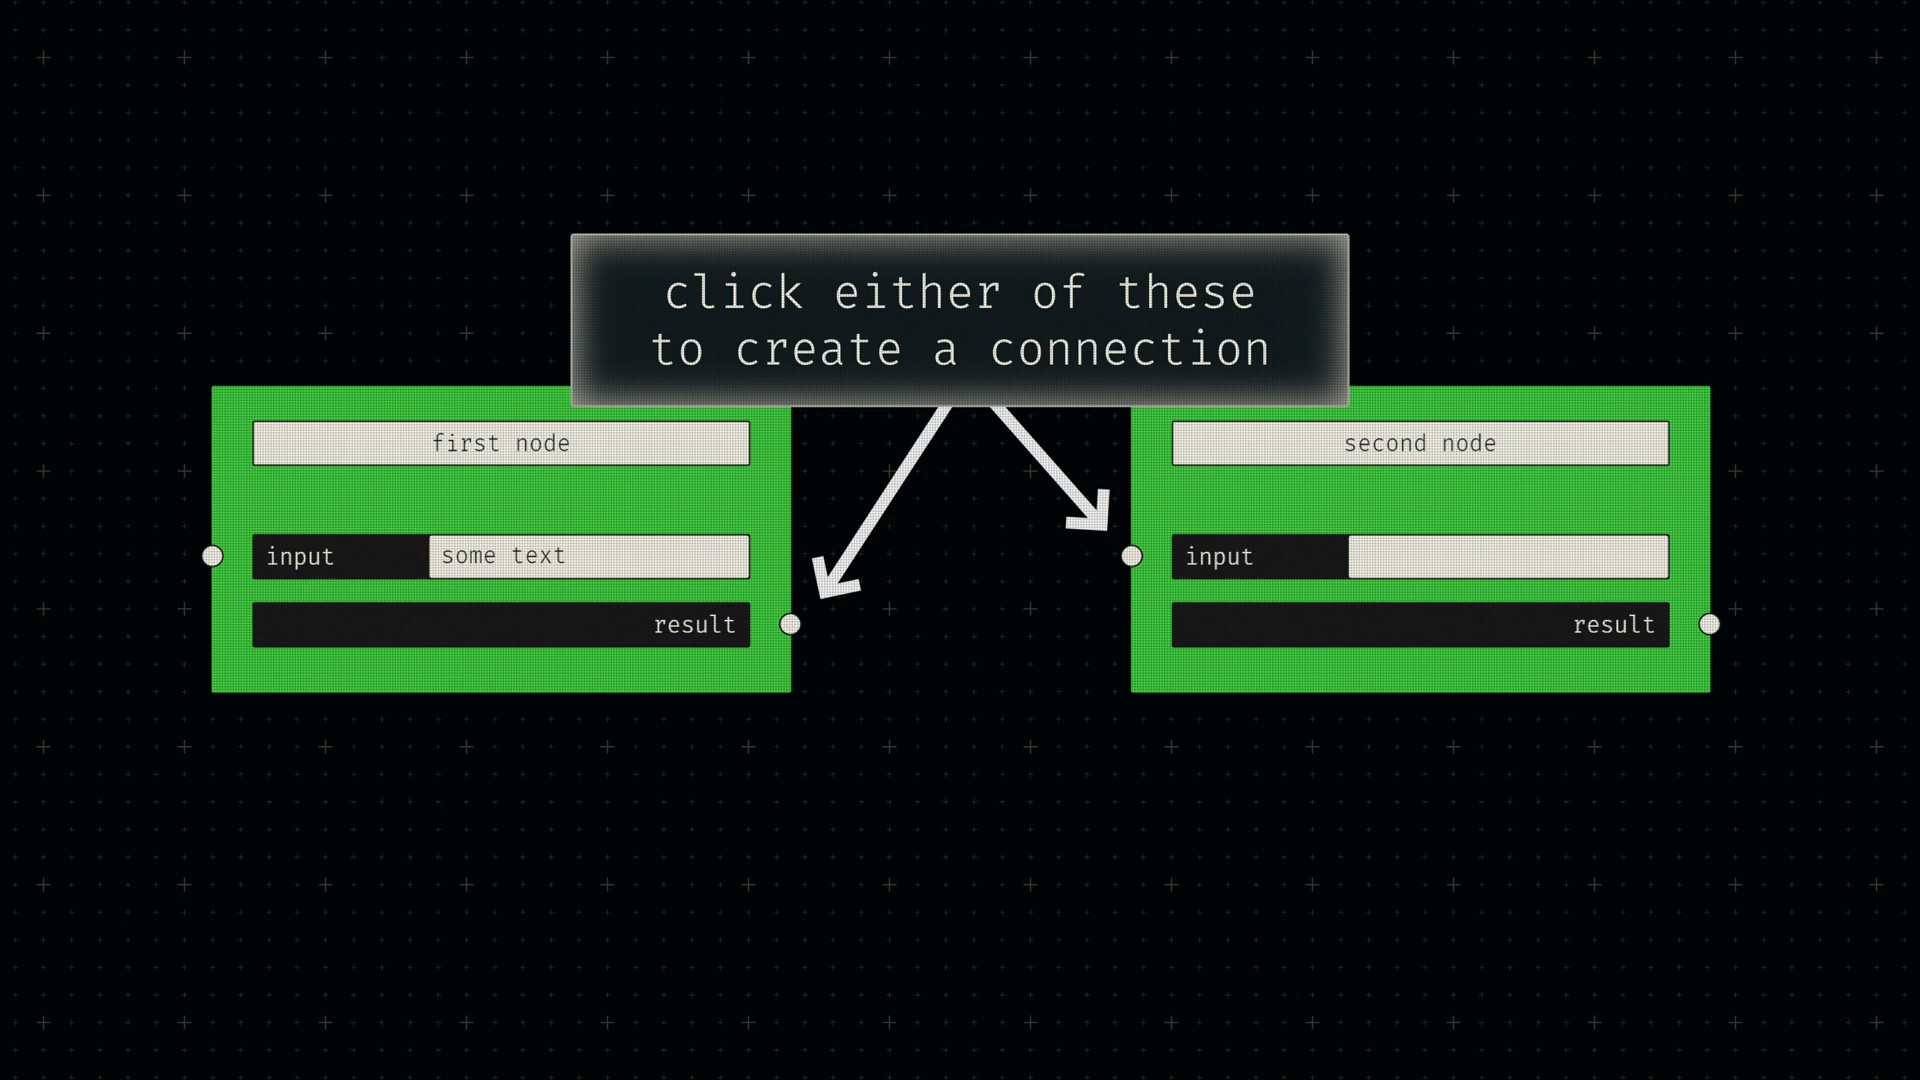 click either of these
to create a connection
first node
input some text
result
second node
input
result